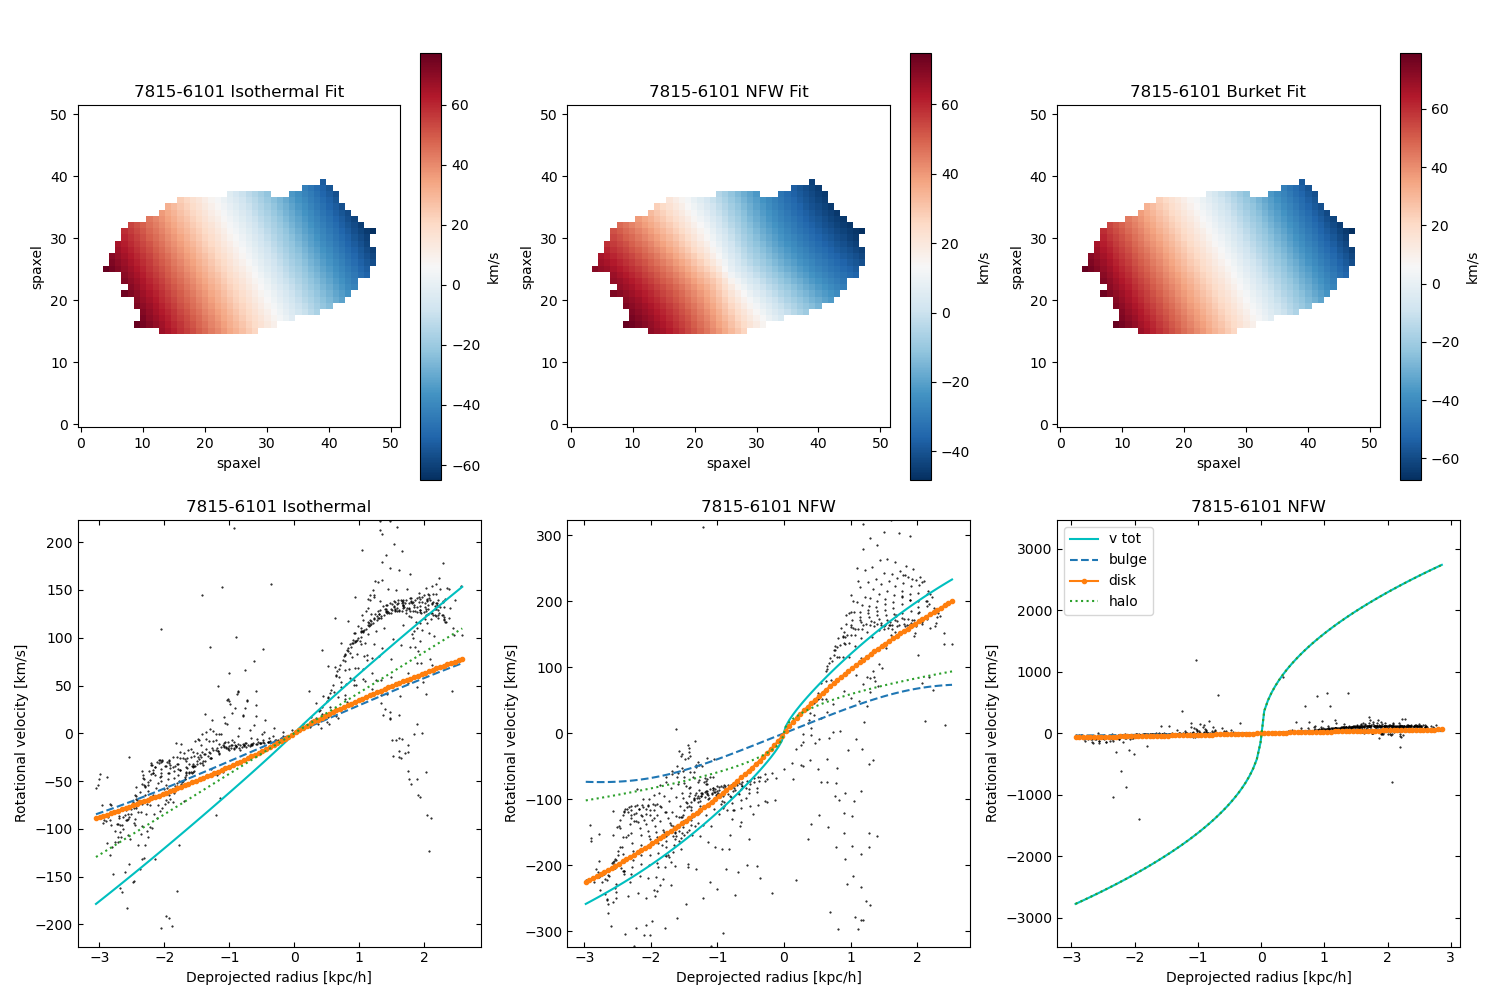 7815-6101 Isothermal Fit
50
40
30
20
10
0
0 10 20 30 40 50
spaxel
spaxel
60
40
20
0
−20
−40
−60
km/s
7815-6101 NFW Fit
50
40
30
20
10
0
0 10 20 30 40 50
spaxel
spaxel
60
40
20
0
−20
−40
km/s
7815-6101 Burket Fit
50
40
30
20
10
0
0 10 20 30 40 50
spaxel
spaxel
60
40
20
0
−20
−40
−60
km/s
7815-6101 Isothermal
200
150
100
50
0
−50
−100
−150
−200
−3 −2 −1 0 1 2
Rotational velocity [km/s]
Deprojected radius [kpc/h]
7815-6101 NFW
300
200
100
0
−100
−200
−300
−3 −2 −1 0 1 2
Rotational velocity [km/s]
Deprojected radius [kpc/h]
7815-6101 NFW
v tot
bulge
disk
halo
3000
2000
1000
0
−1000
−2000
−3000
−3 −2 −1 0 1 2 3
Rotational velocity [km/s]
Deprojected radius [kpc/h]